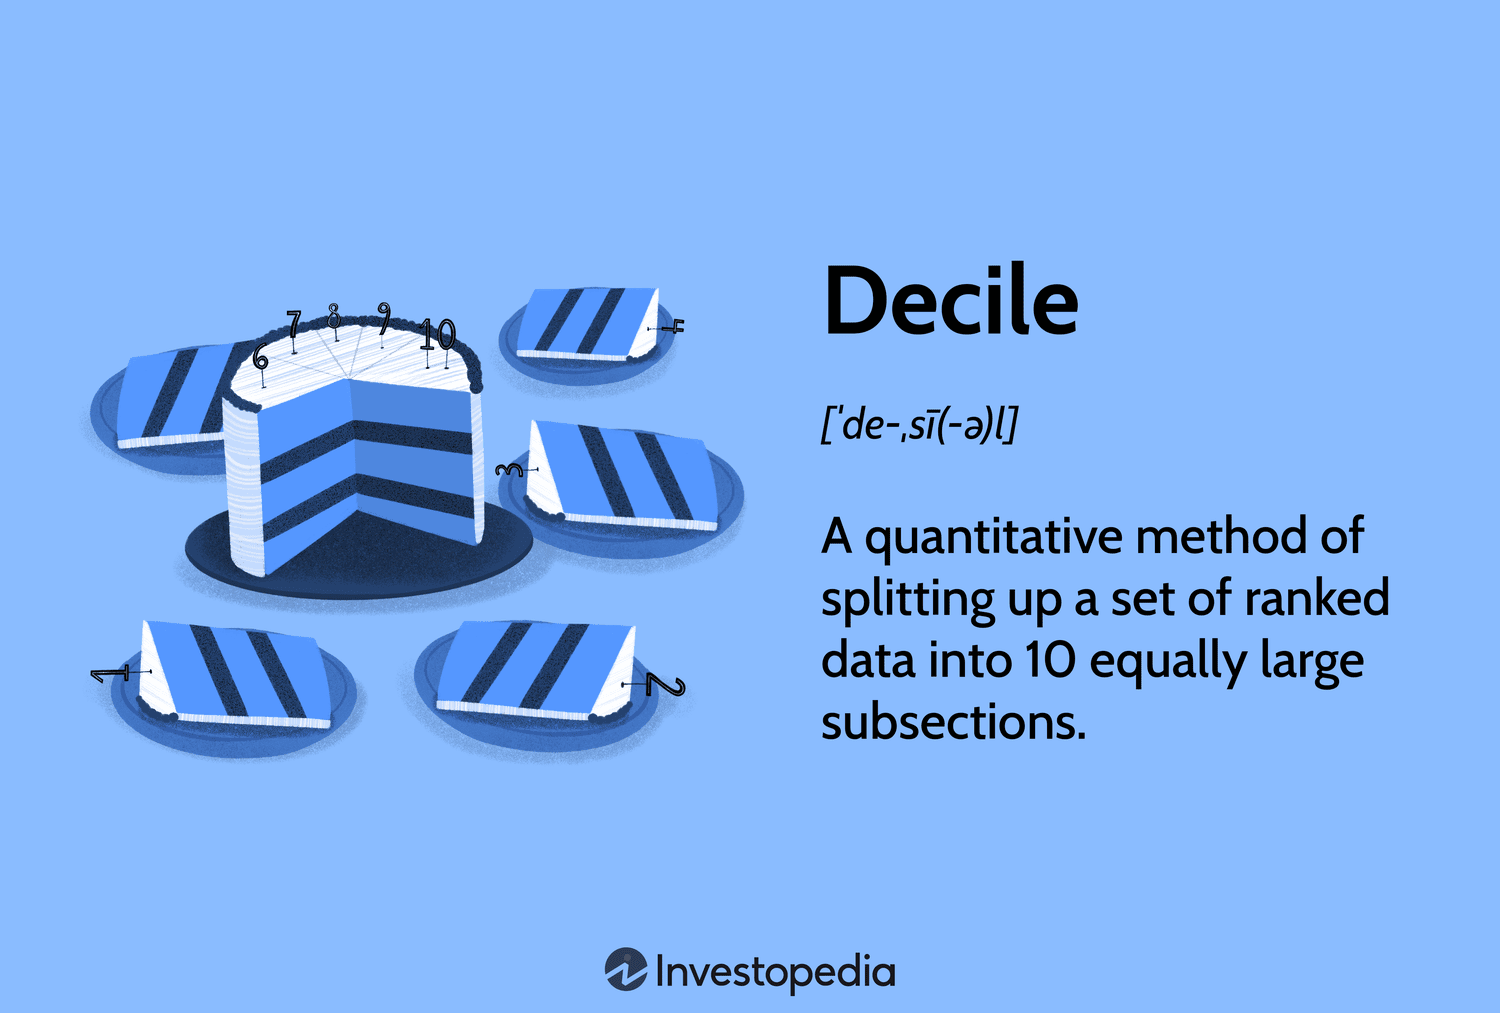 7
8
9
10
6
4
3
1
2
Decile
[ˈde-ˌsī(-ə)l]
A quantitative method of
splitting up a set of ranked
data into 10 equally large
subsections.
Investopedia